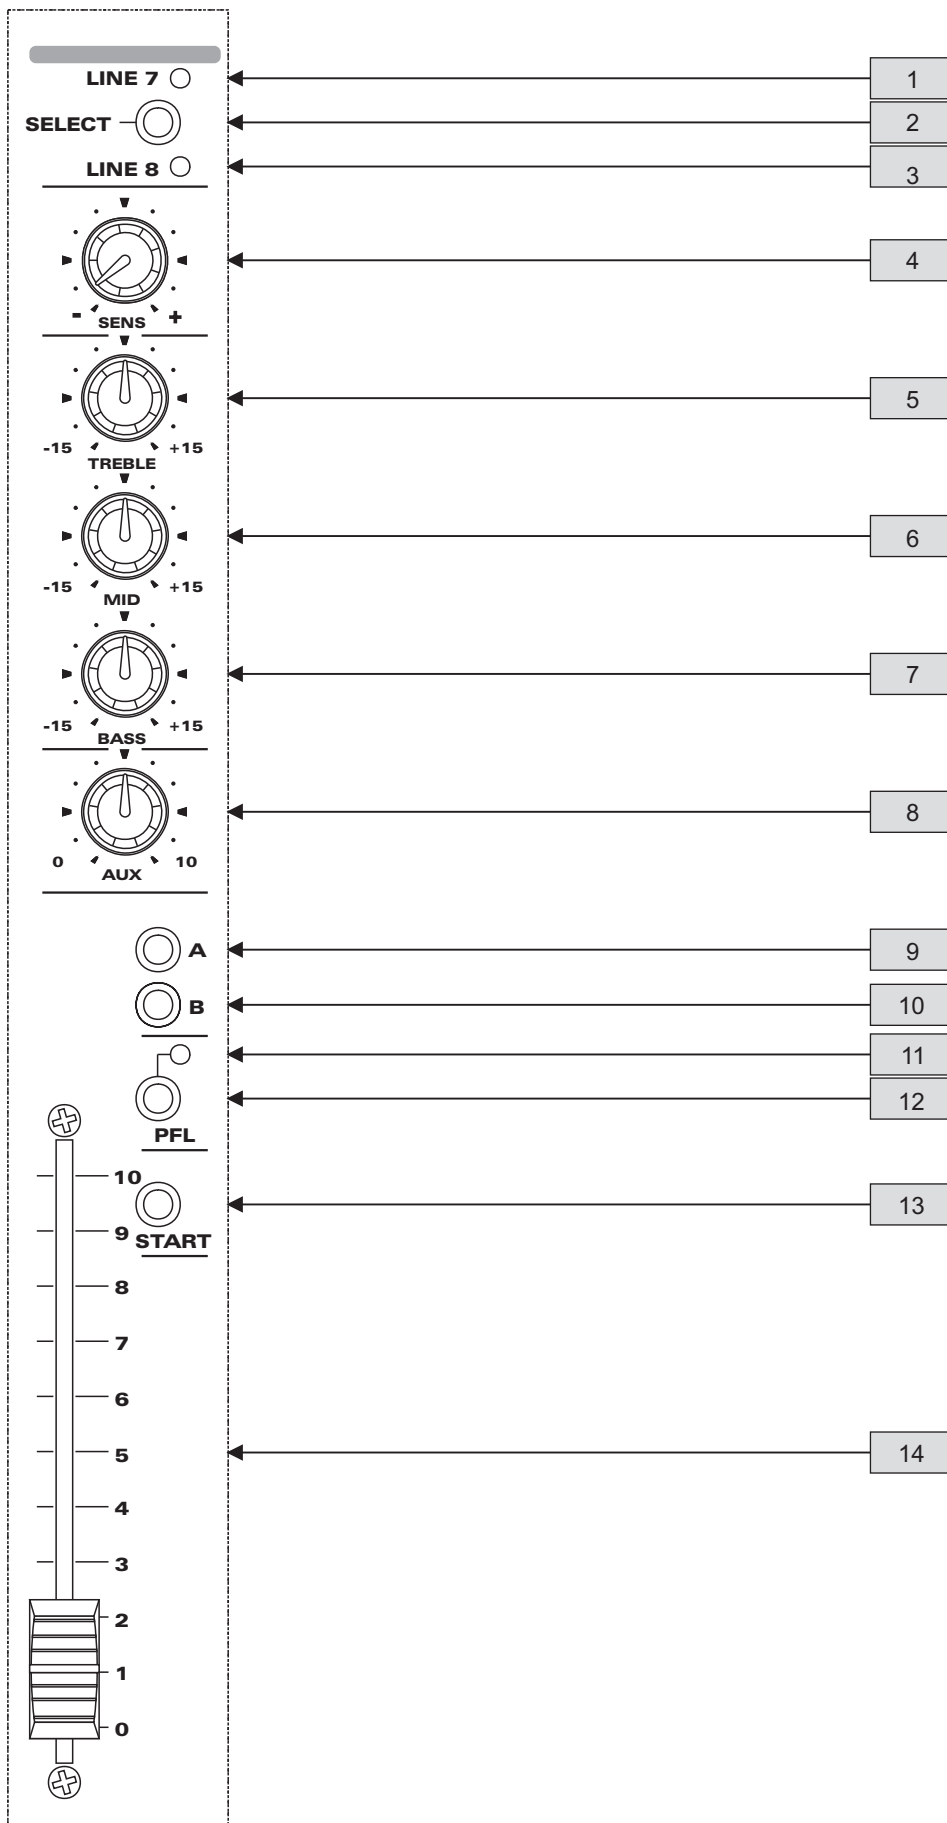 LINE 7 1
SELECT 2
LINE 8 3
4
- SENS +
5
-15 TREBLE +15
6
-15 MID +15
7
-15 BASS +15
8
0 AUX 10
A 9
B 10
11
12
PFL
10
13
9 START
8
7
6
5 14
4
3
2
1
0